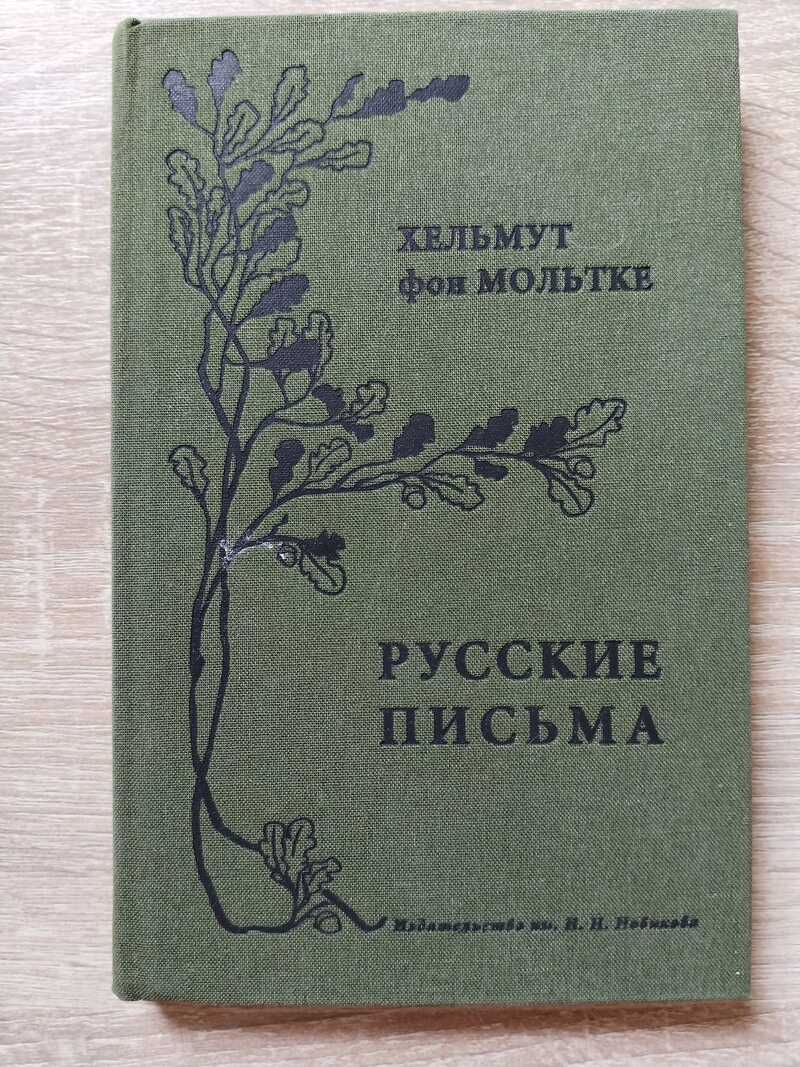 ХЕЛЬМУТ
фон МОЛЬТКЕ
РУССКИЕ
ПИСЬМА
Издательство им. Н. И. Новикова